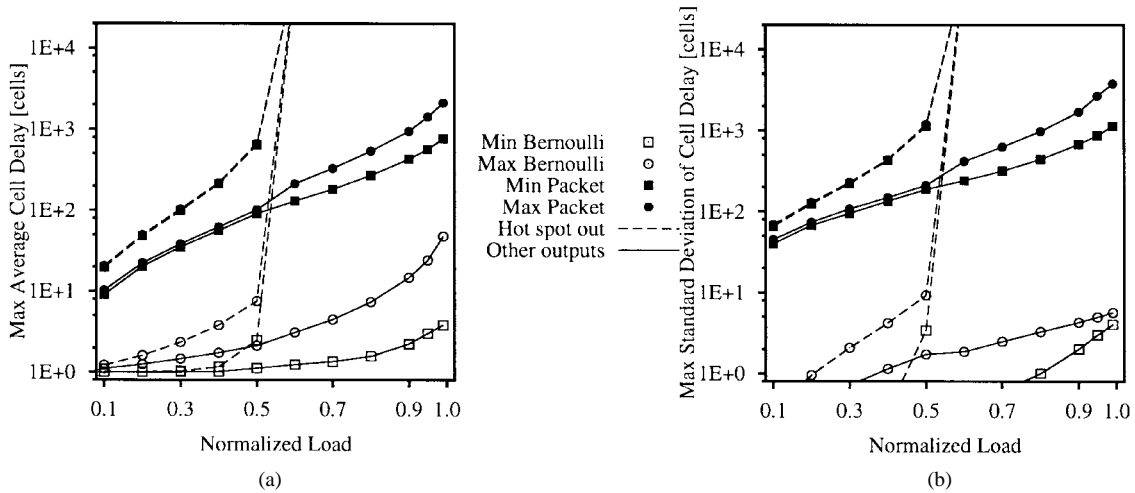 Max Average Cell Delay [cells]
1E+4
1E+3
1E+2
1E+1
1E+0
0.1
0.3
0.5
0.7
0.9
1.0
Normalized Load
(a)
Min Bernoulli
Max Bernoulli
Min Packet
Max Packet
Hot spot out
Other outputs
Max Standard Deviation of Cell Delay [cells]
1E+4
1E+3
1E+2
1E+1
1E+0
0.1
0.3
0.5
0.7
0.9
1.0
Normalized Load
(b)